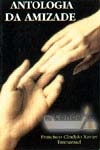 ANTOLOGIA
DA AMIZADE
Francisco Cândido Xavier
Emmanuel